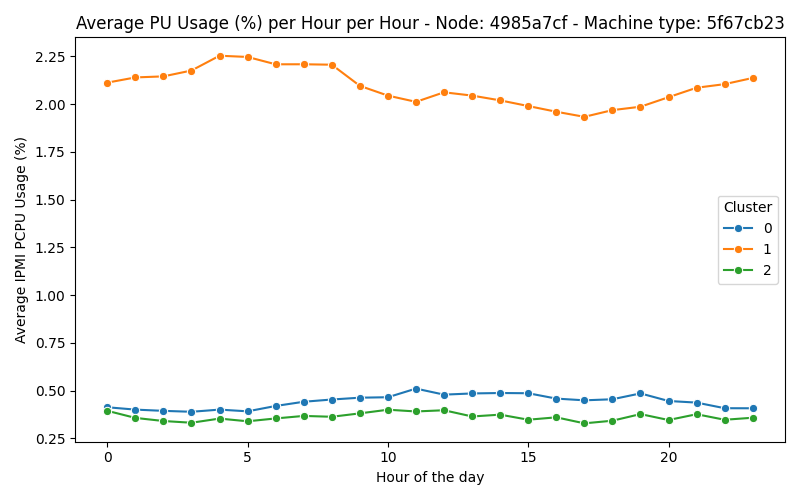 Average PU Usage (%) per Hour per Hour - Node: 4985a7cf - Machine type: 5f67cb23
Average IPMI PCPU Usage (%)
2.25
2.00
1.75
1.50
1.25
1.00
0.75
0.50
0.25
Cluster
0
1
2
0 5 10 15 20
Hour of the day